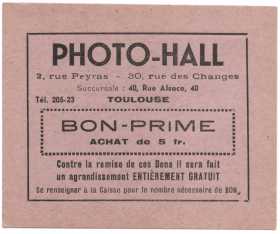 PHOTO-HALL
2, rue Peyras - 30, rue des Changes
Succursale : 40, Rue Alsace, 40
Tél. 205-23 TOULOUSE
BON-PRIME
ACHAT de 5 fr.
Contre la remise de ces Bons il sera fait
un agrandissement ENTIÈREMENT GRATUIT
Se renseigner à la Caisse pour le nombre nécessaire de BON